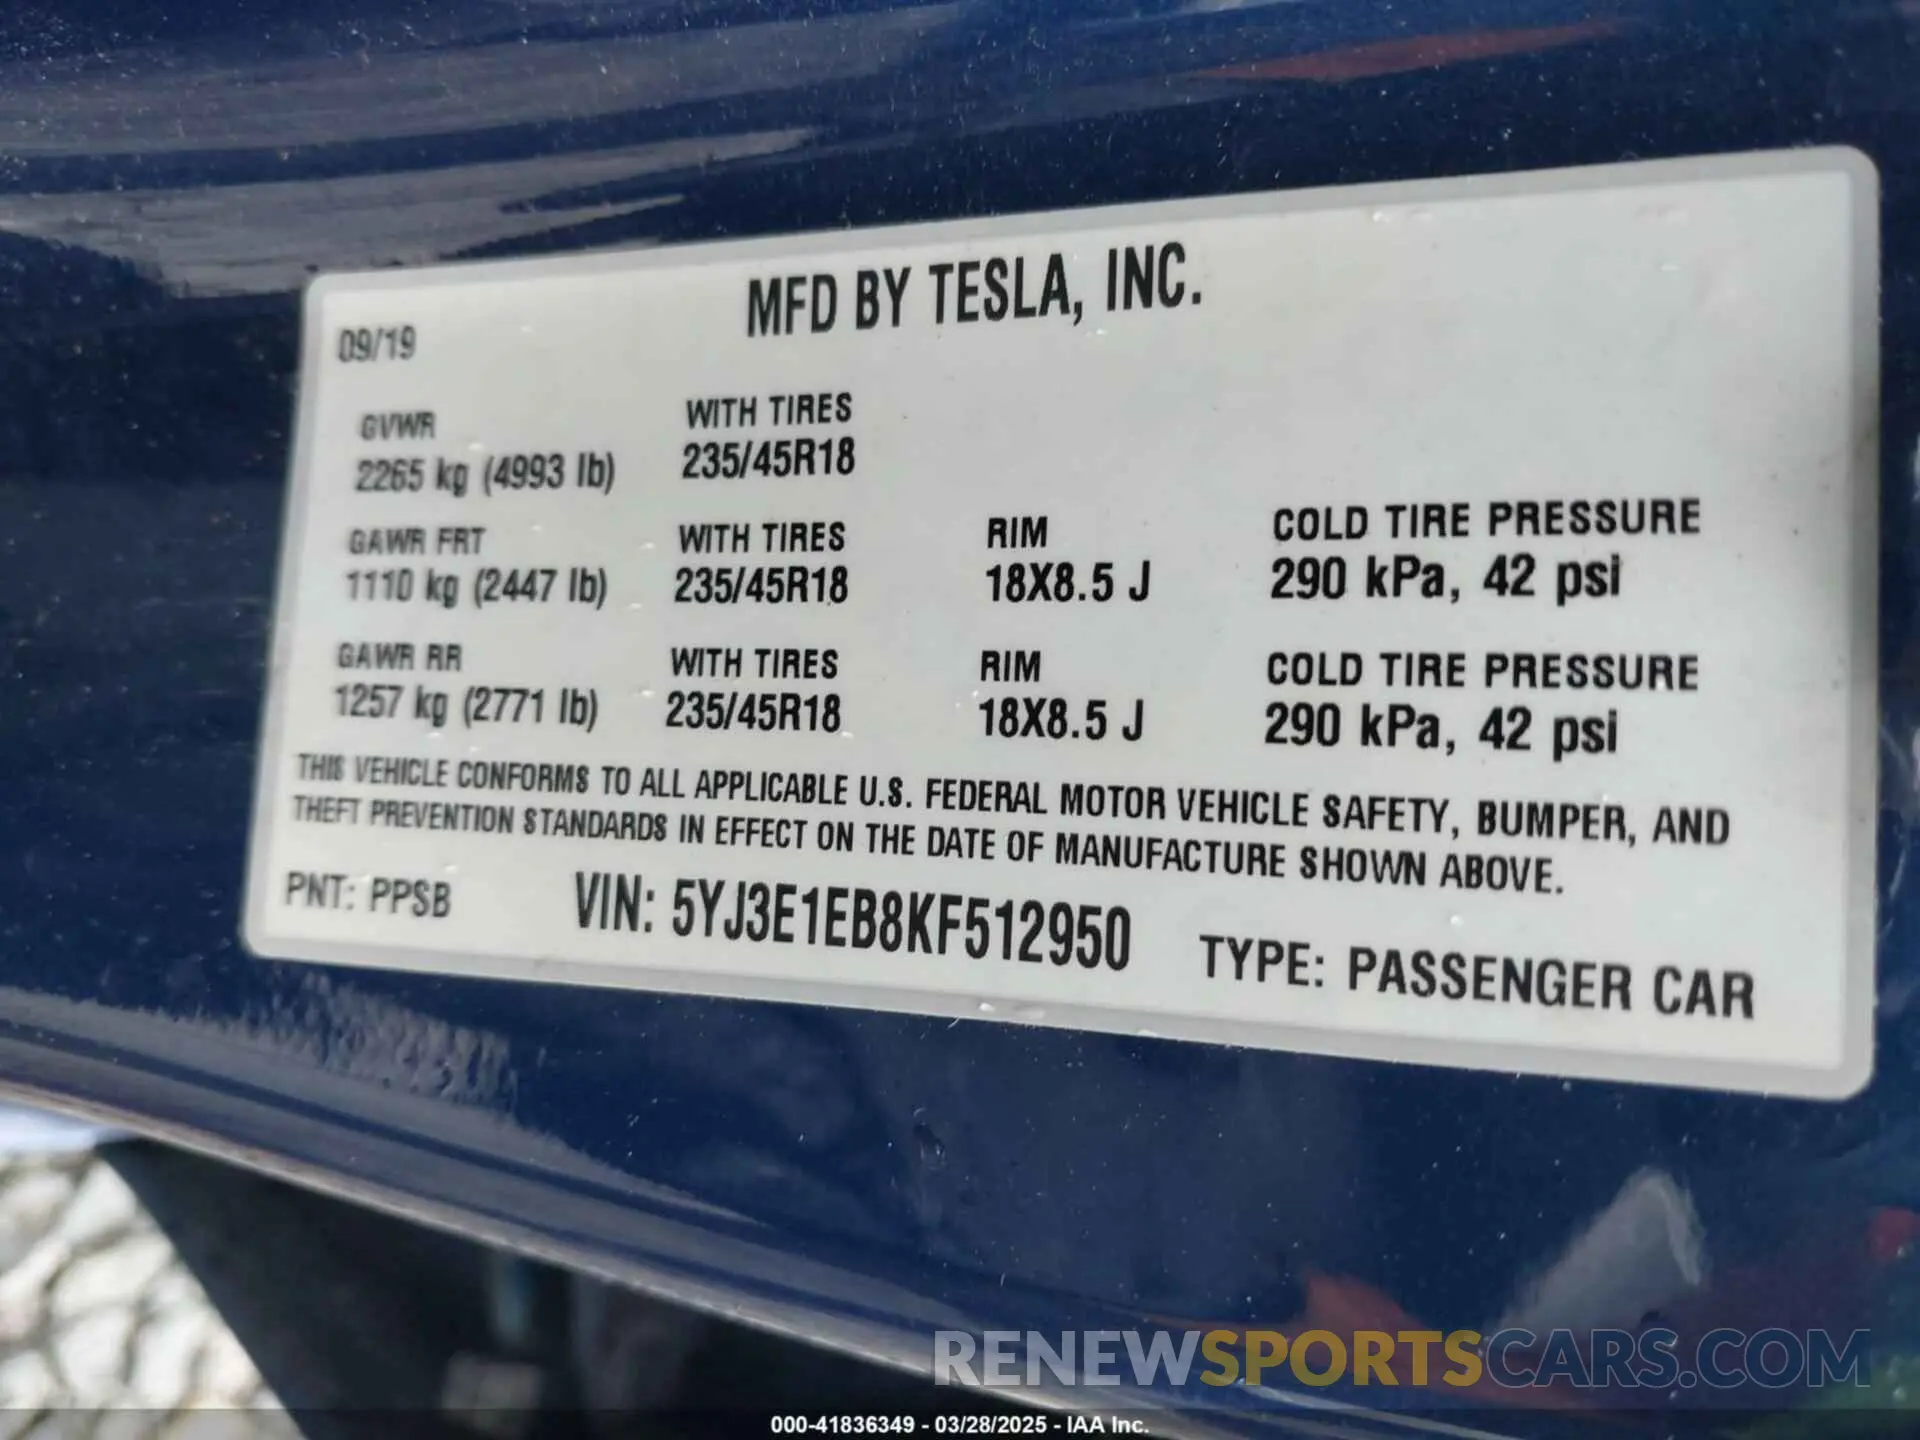 MFD BY TESLA, INC.
09/19
GVWR
2265 kg (4993 lb)
WITH TIRES
235/45R18
GAWR FRT
1110 kg (2447 lb)
WITH TIRES
235/45R18
RIM
18X8.5 J
COLD TIRE PRESSURE
290 kPa, 42 psi
GAWR RR
1257 kg (2771 lb)
WITH TIRES
235/45R18
RIM
18X8.5 J
COLD TIRE PRESSURE
290 kPa, 42 psi
THIS VEHICLE CONFORMS TO ALL APPLICABLE U.S. FEDERAL MOTOR VEHICLE SAFETY, BUMPER, AND
THEFT PREVENTION STANDARDS IN EFFECT ON THE DATE OF MANUFACTURE SHOWN ABOVE.
PNT: PPSB VIN: 5YJ3E1EB8KF512950 TYPE: PASSENGER CAR
RENEWSPORTSCARS.COM
000-41836349 - 03/28/2025 - IAA Inc.